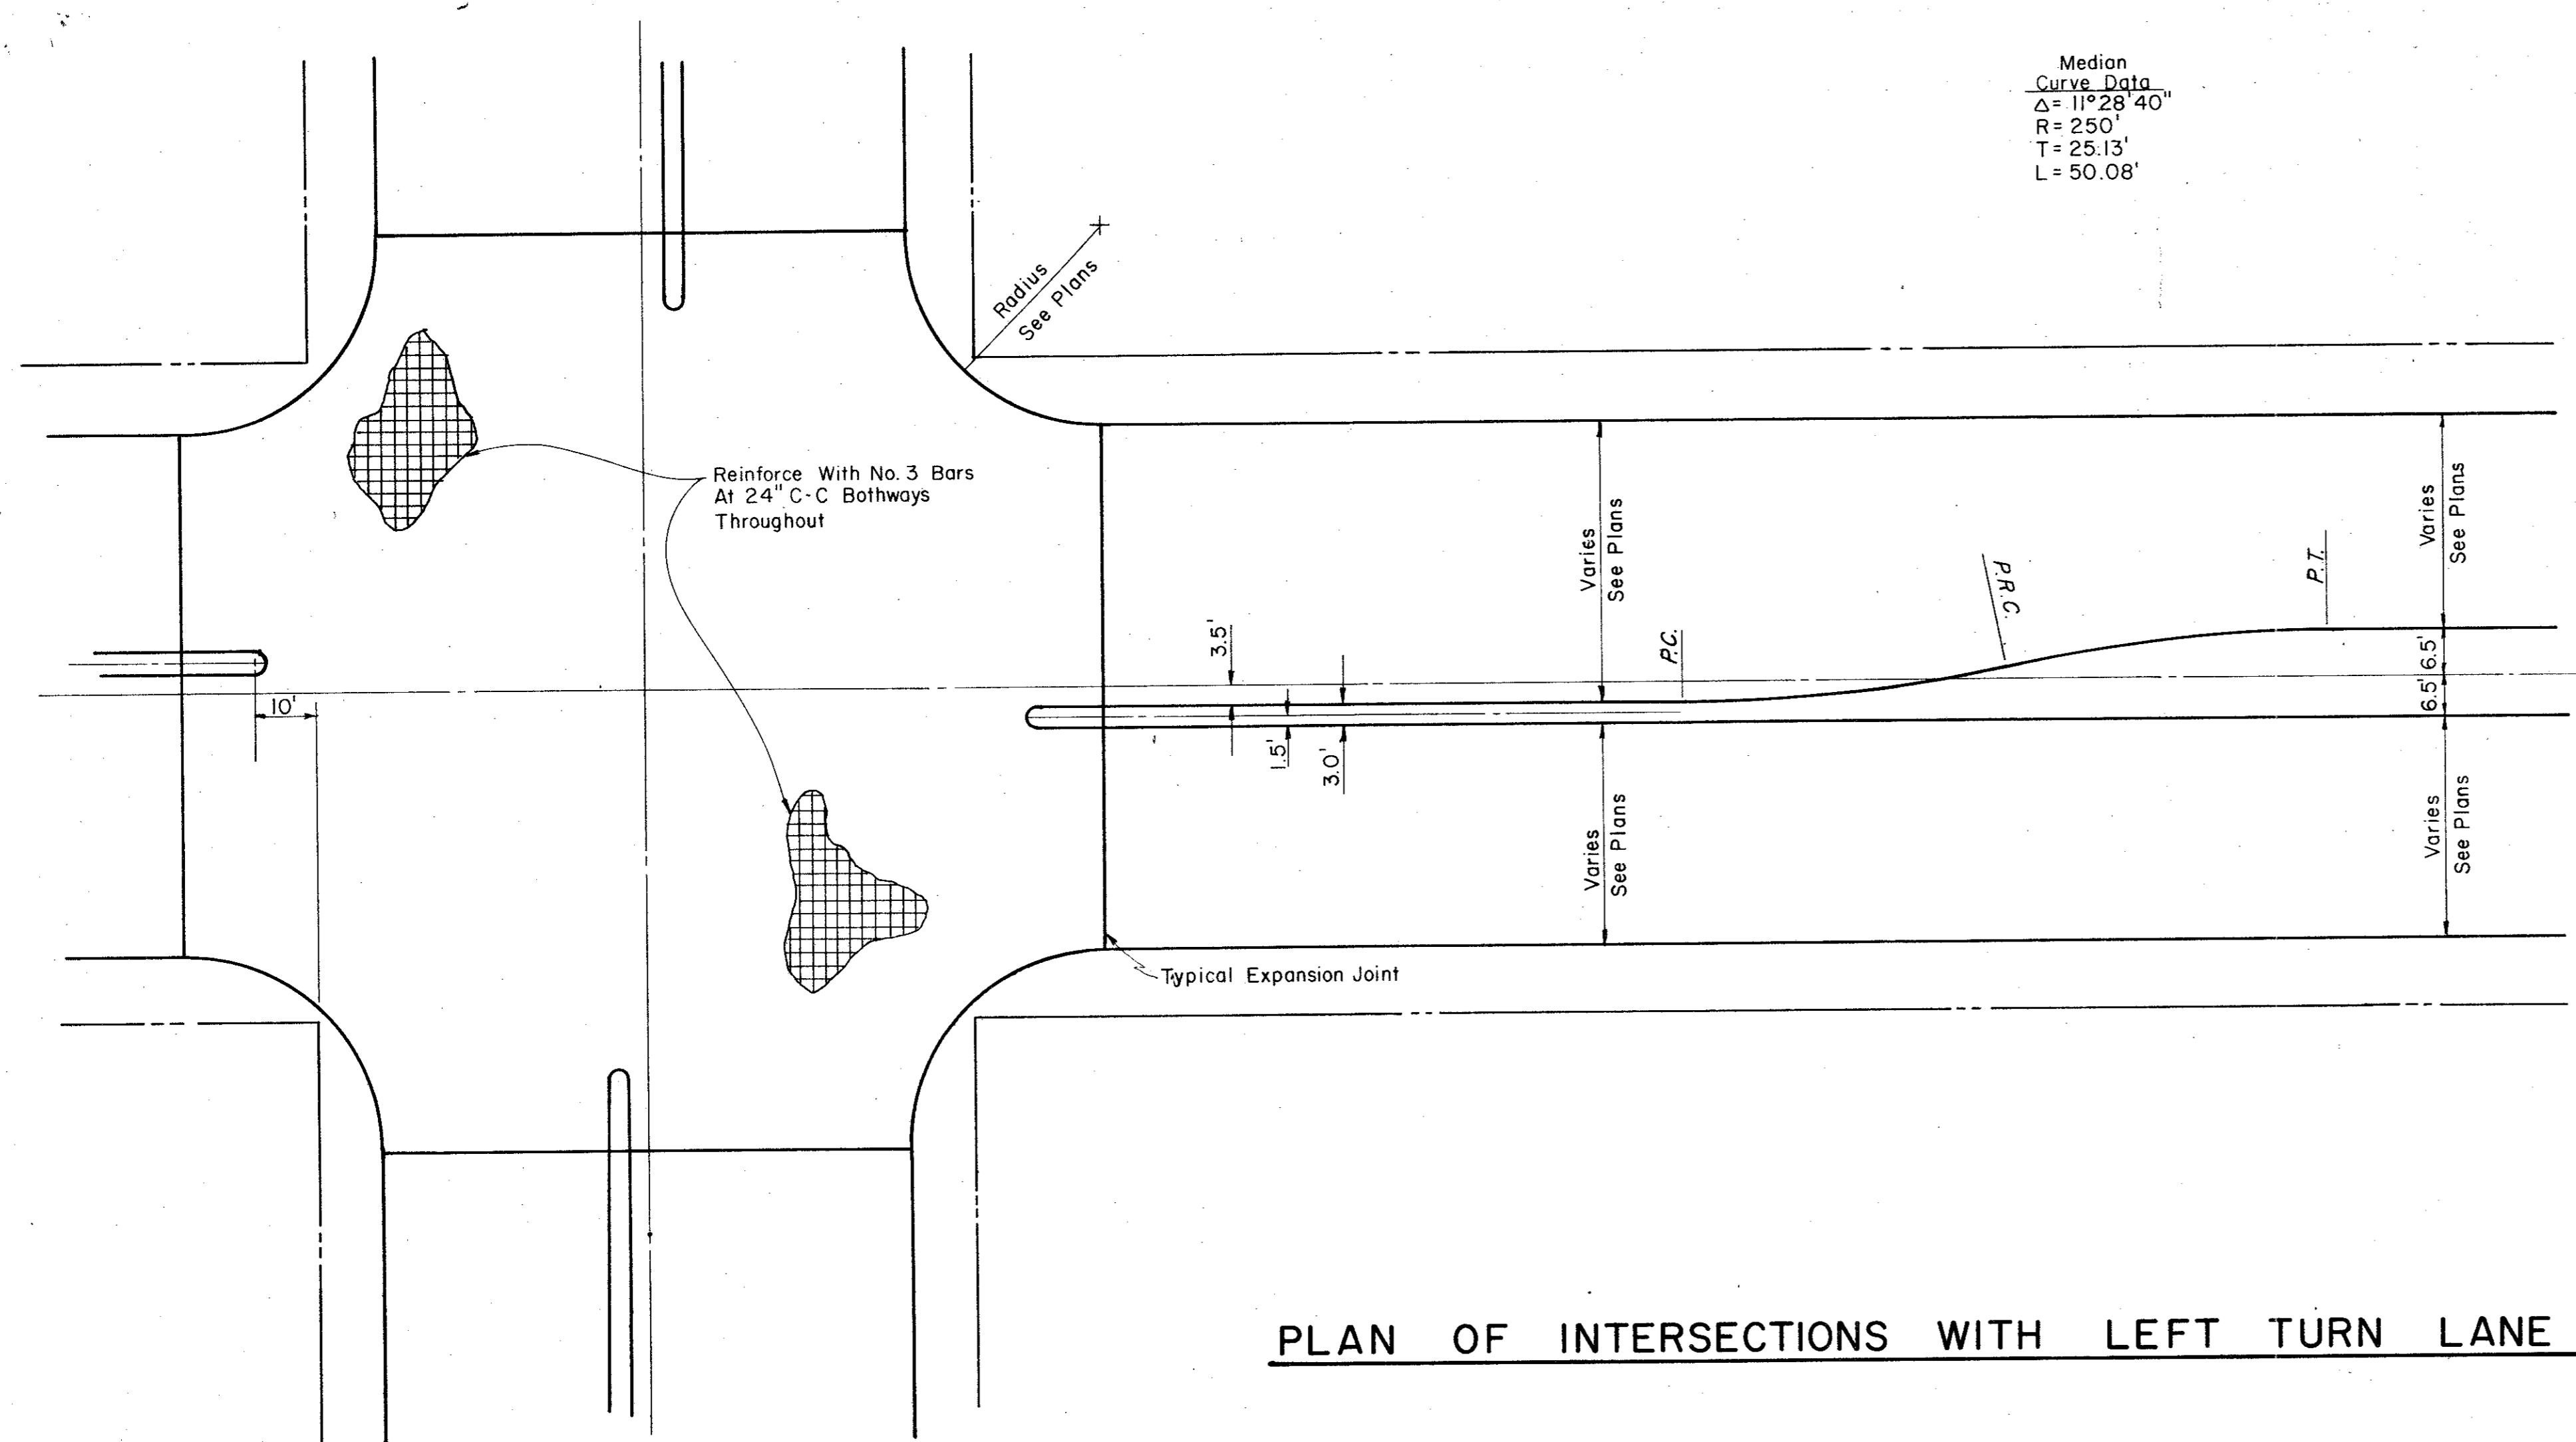 Median
Curve Data
Δ= 11°28'40"
R= 250'
T= 25.13'
L= 50.08'
Radius
See Plans
Reinforce With No. 3 Bars
At 24" C-C Bothways
Throughout
Varies
See Plans
Varies
See Plans
P.T.
P.R.C.
P.C.
3.5'
6.5'
6.5'
10'
1.5'
3.0'
Varies
See Plans
Varies
See Plans
Typical Expansion Joint
PLAN OF INTERSECTIONS WITH LEFT TURN LANE